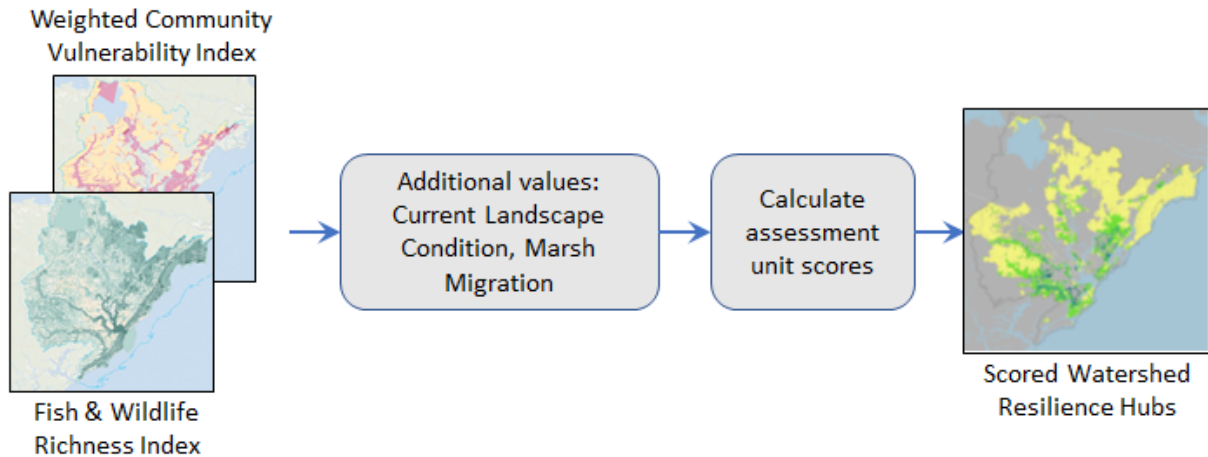 Weighted Community
Vulnerability Index
Fish & Wildlife
Richness Index
Additional values:
Current Landscape
Condition, Marsh
Migration
Calculate
assessment
unit scores
Scored Watershed
Resilience Hubs